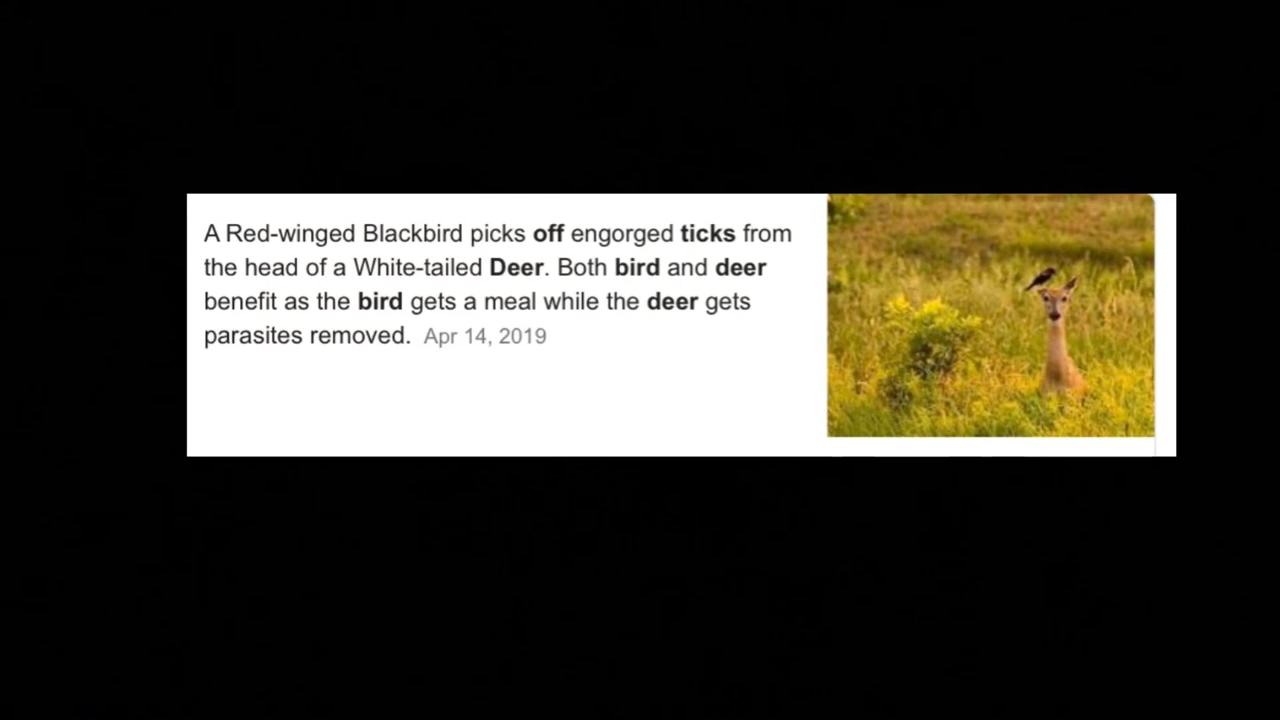 A Red-winged Blackbird picks off engorged ticks from
the head of a White-tailed Deer. Both bird and deer
benefit as the bird gets a meal while the deer gets
parasites removed. Apr 14, 2019